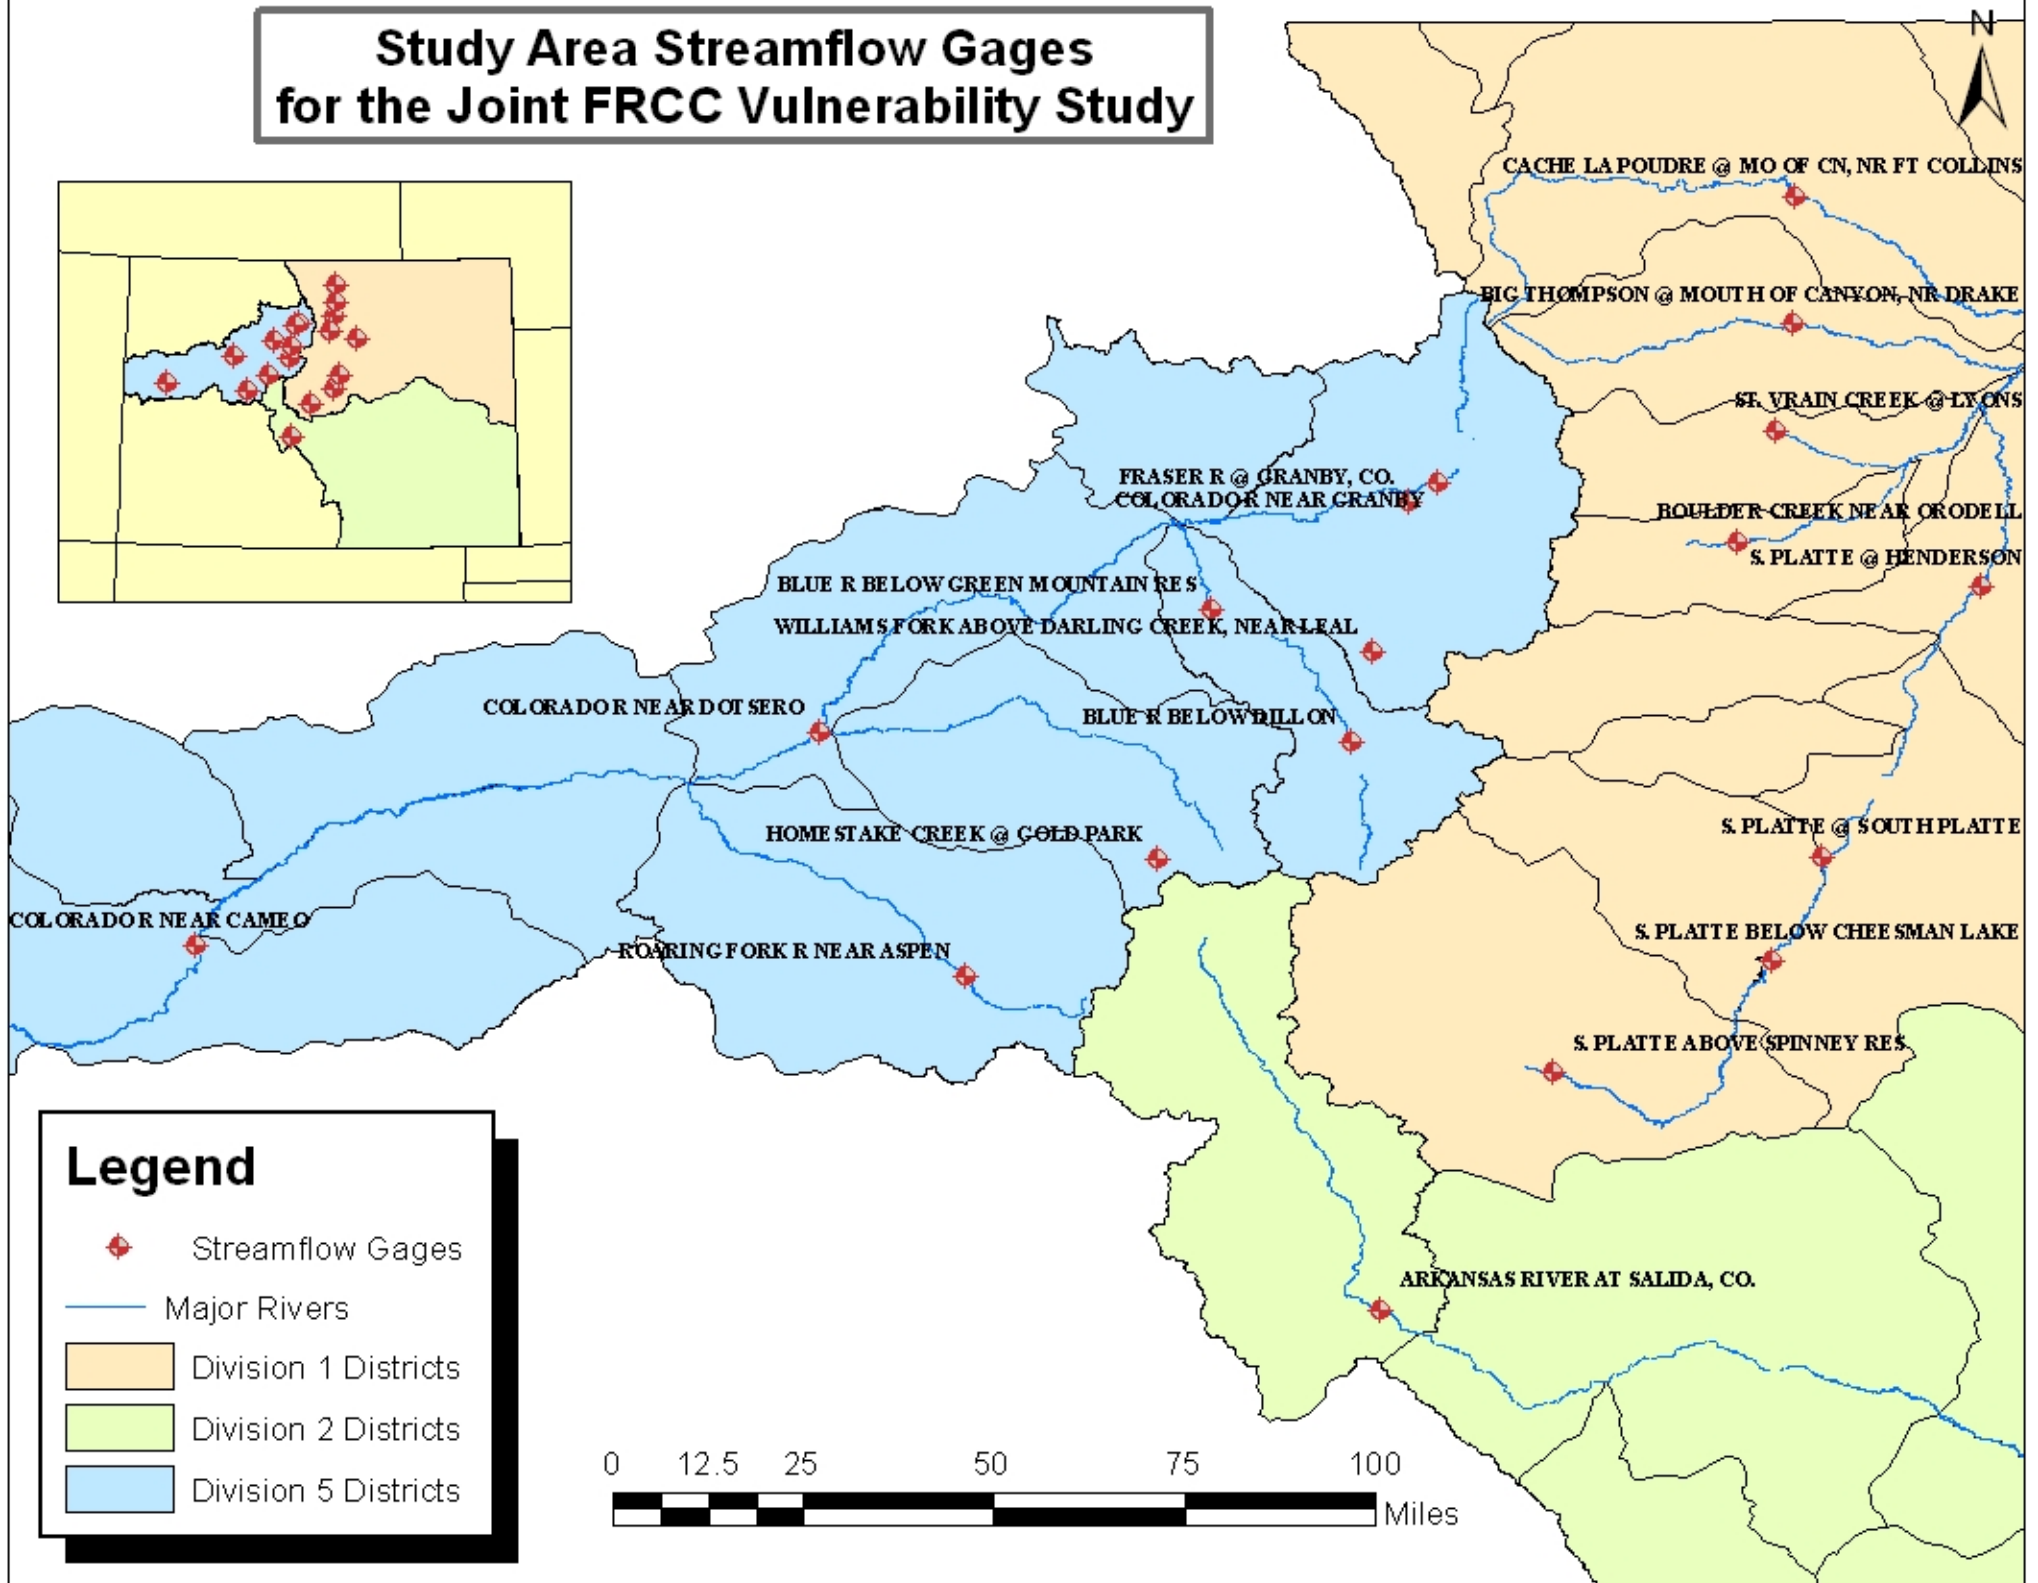 Study Area Streamflow Gages
for the Joint FRCC Vulnerability Study
N
CACHE LA POUDRE @ MO OF CN, NR FT COLLINS
BIG THOMPSON @ MOUTH OF CANYON, NR DRAKE
ST. VRAIN CREEK @ LYONS
FRASER R @ GRANBY, CO.
COLORADO R NEAR GRANBY
BOULDER CREEK NEAR ORODELL
S. PLATTE @ HENDERSON
BLUE R BELOW GREEN MOUNTAIN RES
WILLIAMS FORK ABOVE DARLING CREEK, NEAR LEAL
COLORADO R NEAR DOTSERO
BLUE R BELOW DILLON
S. PLATTE @ SOUTH PLATTE
HOMESTAKE CREEK @ GOLD PARK
COLORADO R NEAR CAMEO
S. PLATTE BELOW CHEESMAN LAKE
ROARING FORK R NEAR ASPEN
S. PLATTE ABOVE SPINNEY RES
ARKANSAS RIVER AT SALIDA, CO.
Legend
Streamflow Gages
Major Rivers
Division 1 Districts
Division 2 Districts
Division 5 Districts
0 12.5 25 50 75 100
Miles